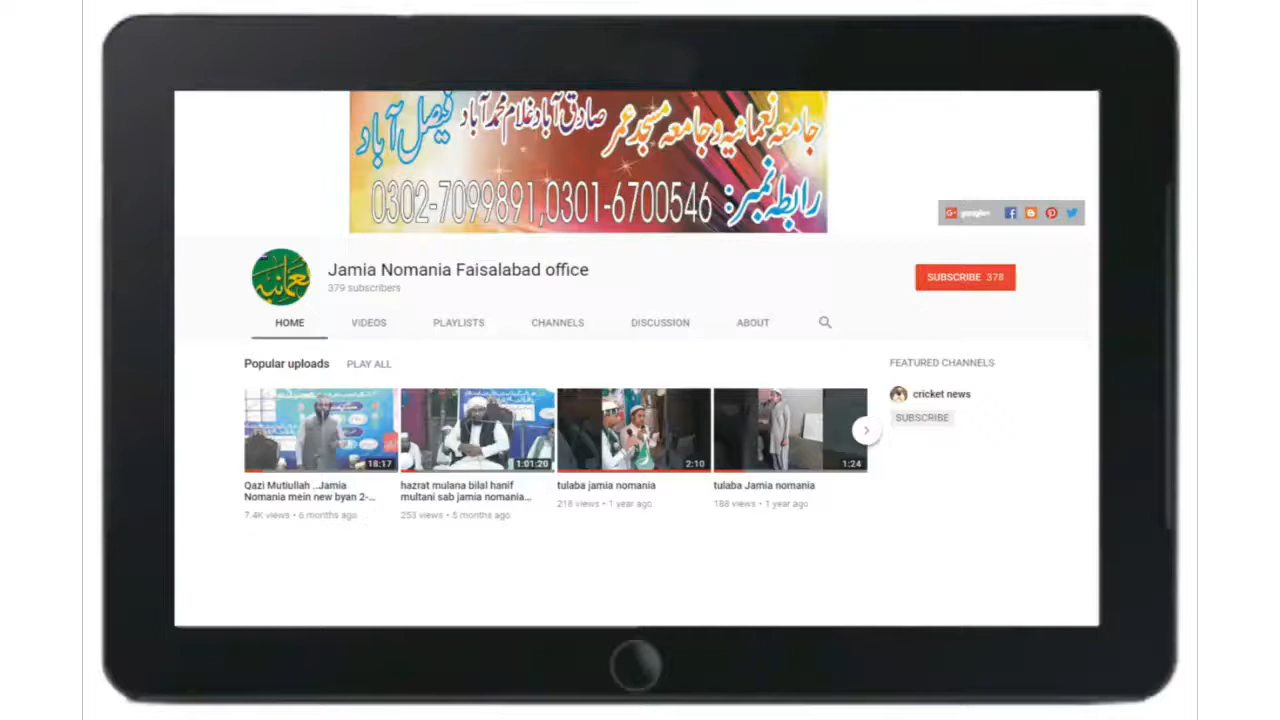 جامعہ نعمانیہ و جامعہ مسجد عمر صادق آباد غلام محمد آباد فیصل آباد
رابطہ نمبر: 0302-7099891,0301-6700546
google+
Jamia Nomania Faisalabad office
379 subscribers
SUBSCRIBE 378
HOME VIDEOS PLAYLISTS CHANNELS DISCUSSION ABOUT
Popular uploads PLAY ALL
FEATURED CHANNELS
cricket news
SUBSCRIBE
18:17 1:01:20 2:10 1:24
Qazi Mutiullah ..Jamia
Nomania mein new byan 2-...
7.4K views • 6 months ago
hazrat mulana bilal hanif
multani sab jamia nomania...
253 views • 5 months ago
tulaba jamia nomania
218 views • 1 year ago
tulaba Jamia nomania
188 views • 1 year ago